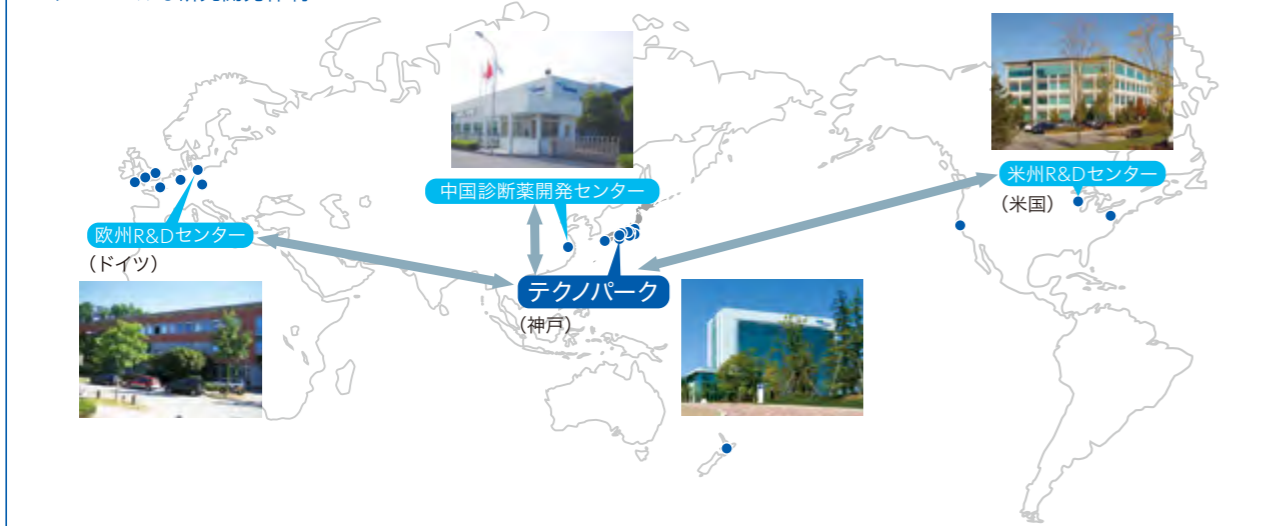 中国診断薬開発センター
米州R&Dセンター
（米国）
欧州R&Dセンター
（ドイツ）
テクノパーク
（神戸）